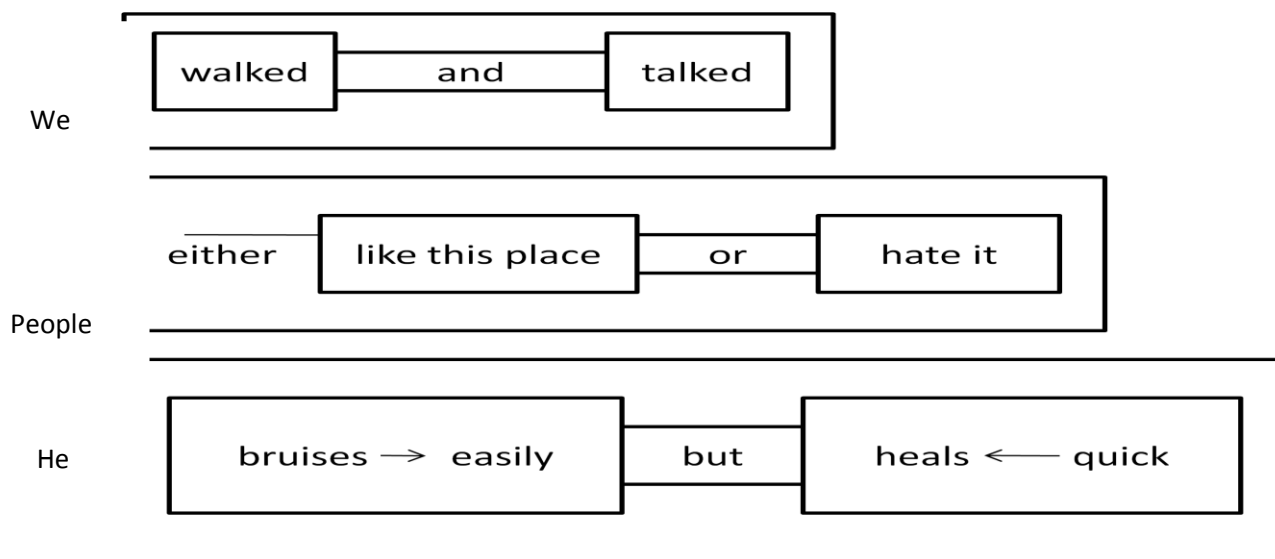 We walked and talked
People either like this place or hate it
He bruises easily but heals quick